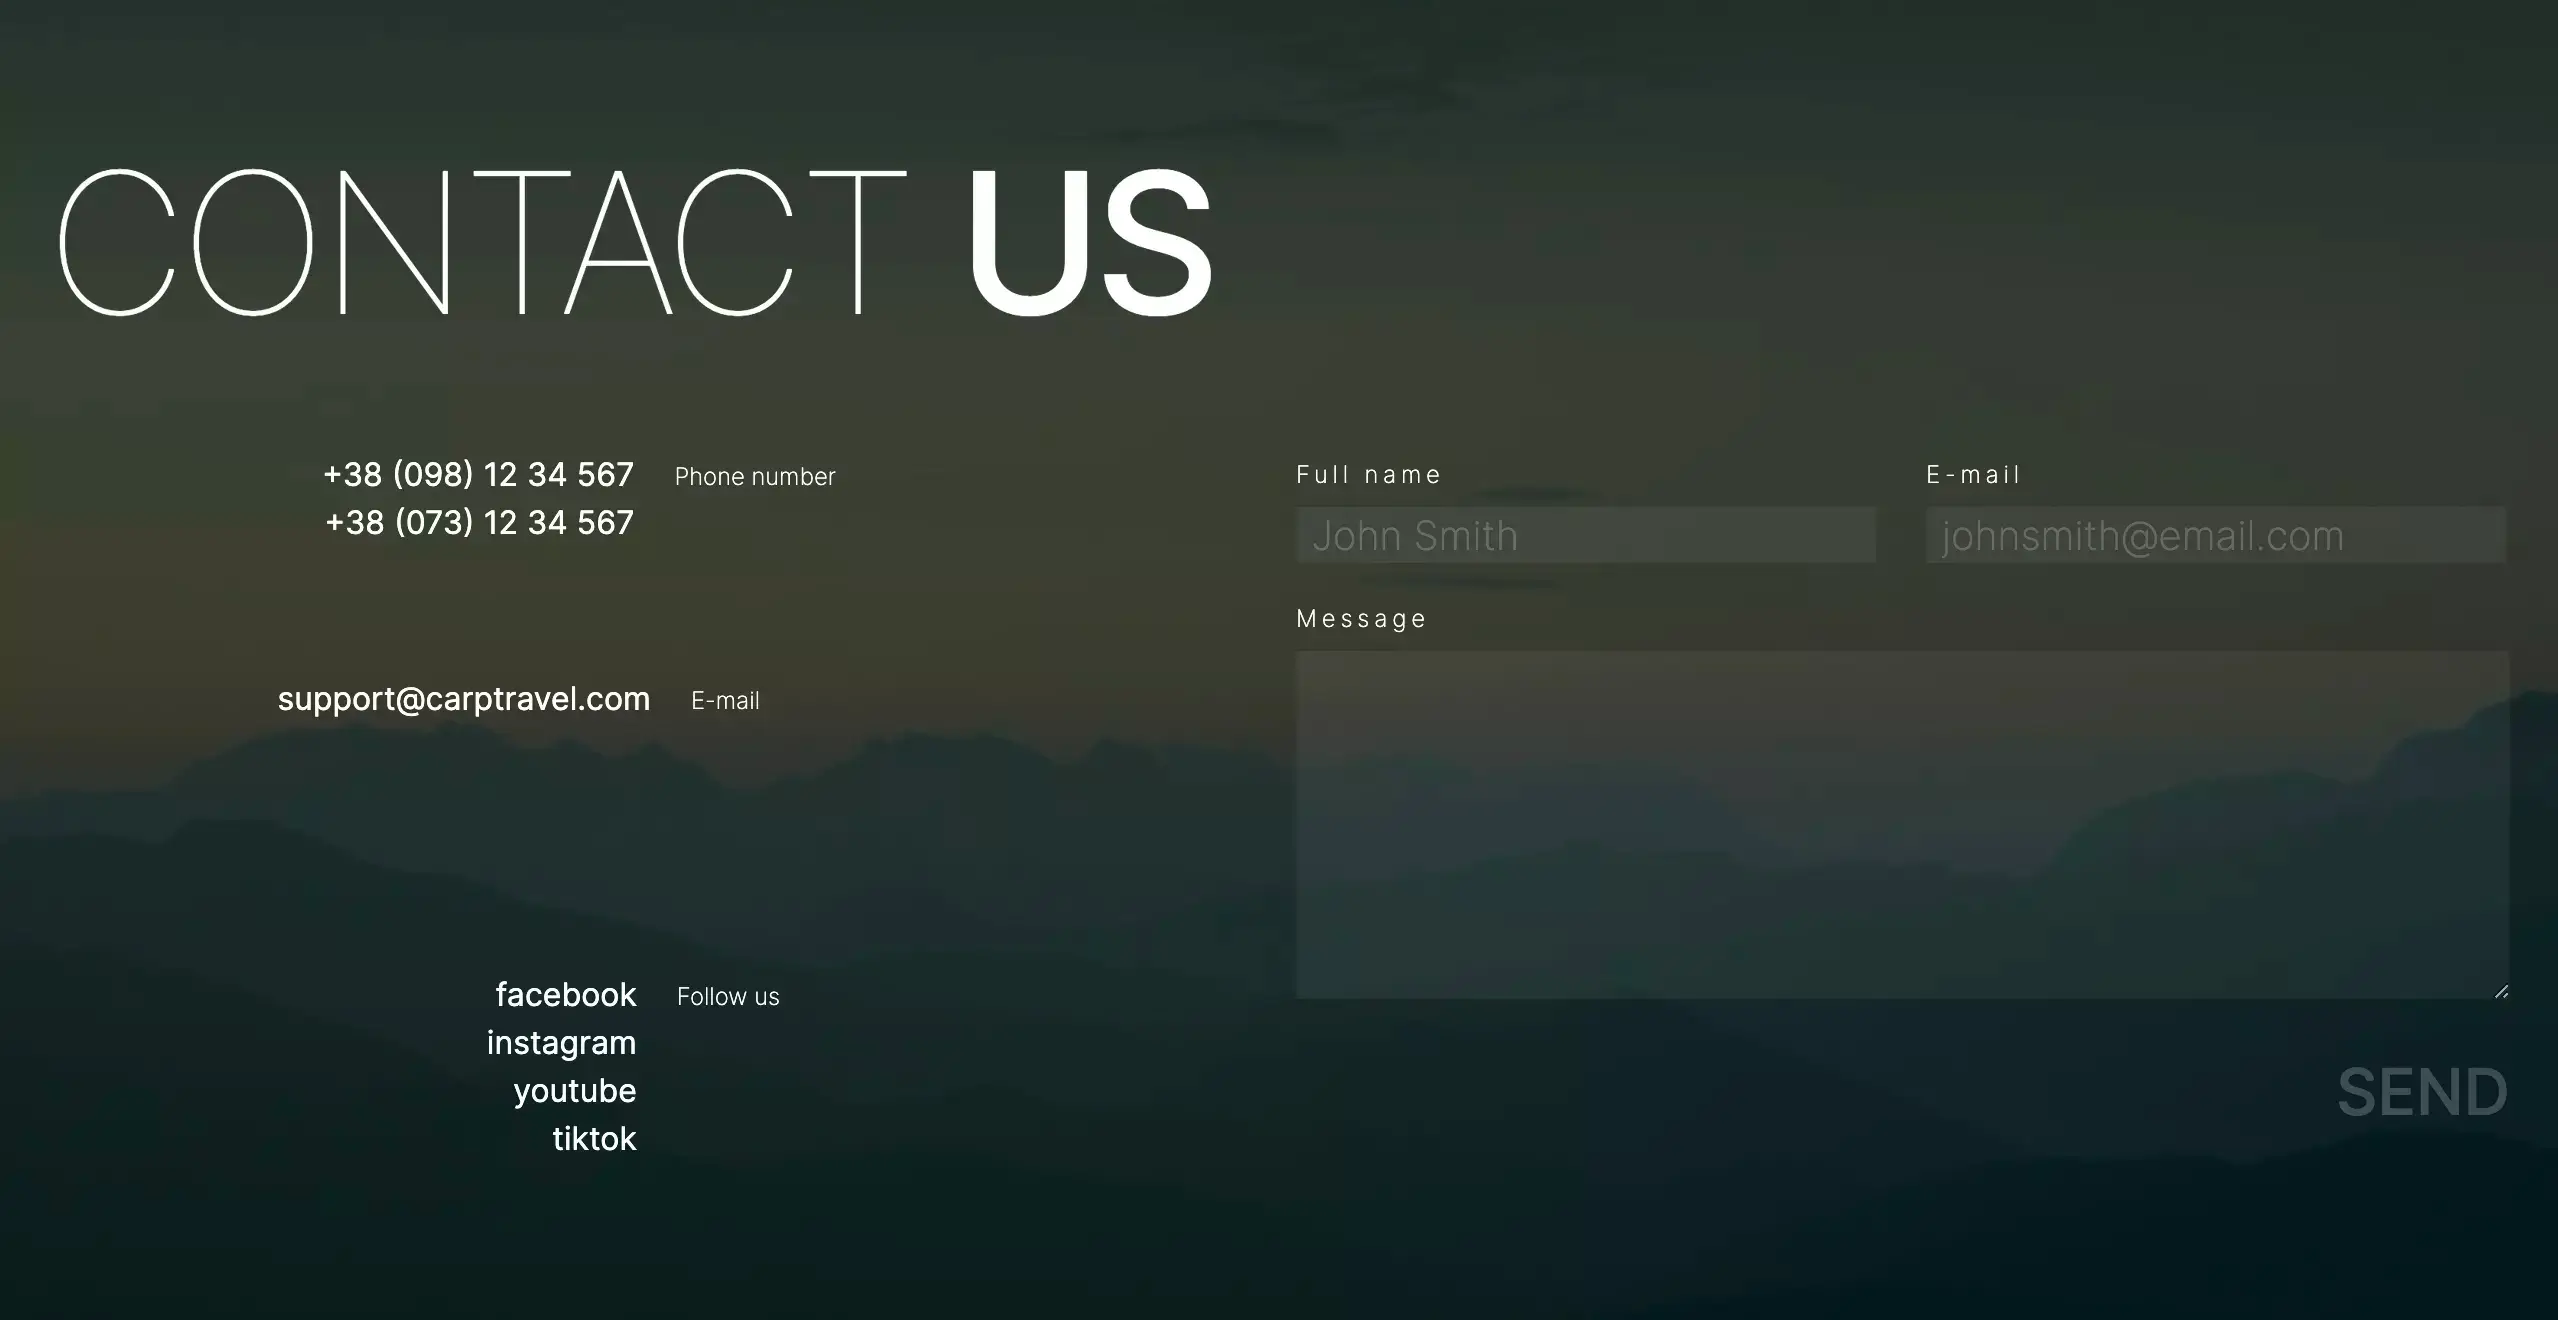 CONTACT US
+38 (098) 12 34 567 Phone number
+38 (073) 12 34 567
support@carptravel.com E-mail
facebook Follow us
instagram
youtube
tiktok
Full name
John Smith
E-mail
johnsmith@email.com
Message
SEND